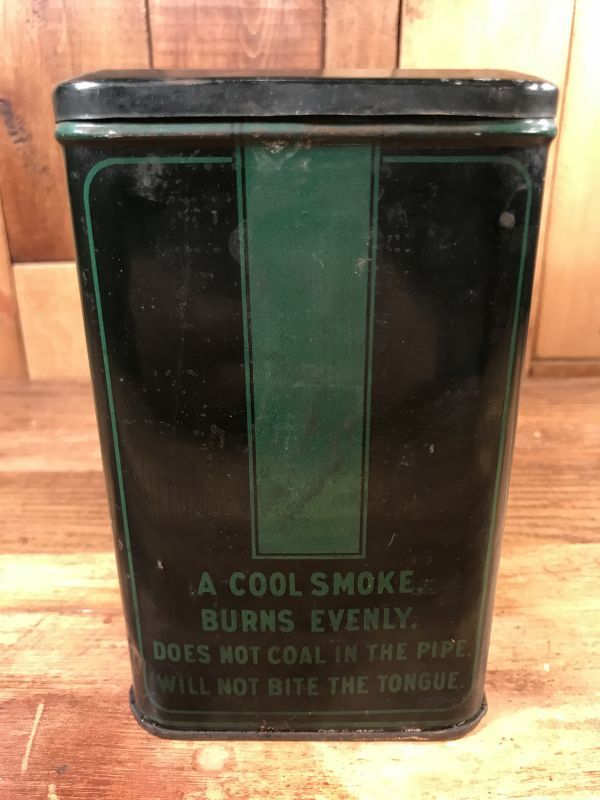 A COOL SMOKE
BURNS EVENLY.
DOES NOT COAL IN THE PIPE.
WILL NOT BITE THE TONGUE.